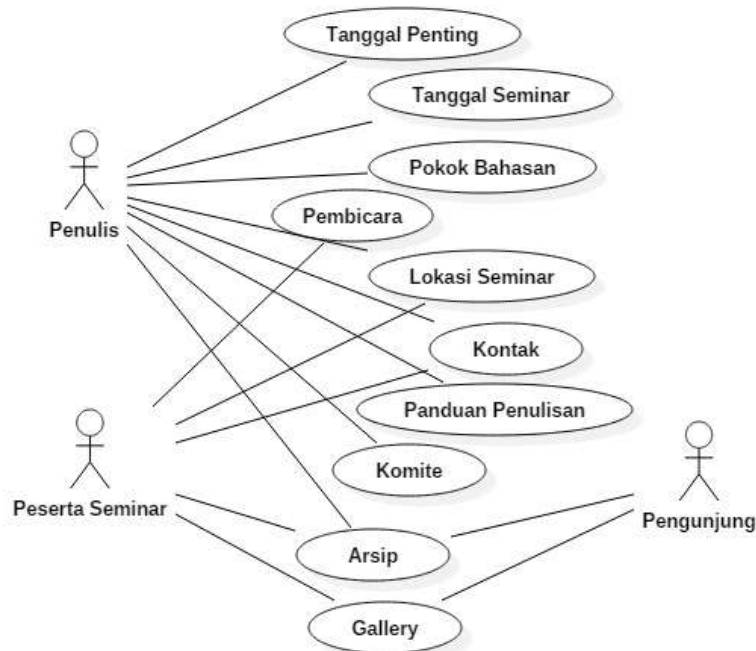 Tanggal Penting
Tanggal Seminar
Pokok Bahasan
Pembicara
Penulis
Lokasi Seminar
Kontak
Panduan Penulisan
Komite
Peserta Seminar
Pengunjung
Arsip
Gallery